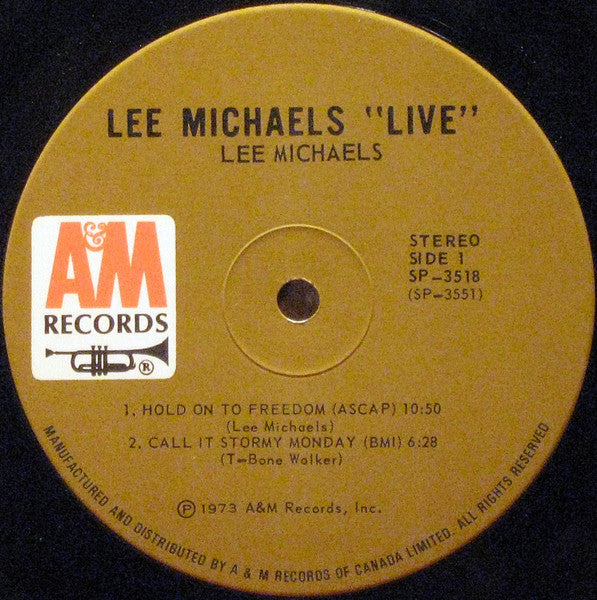 LEE MICHAELS "LIVE"
LEE MICHAELS
A&M
RECORDS
®
STEREO
SIDE 1
SP-3518
(SP-3551)
1. HOLD ON TO FREEDOM (ASCAP) 10:50
(Lee Michaels)
2. CALL IT STORMY MONDAY (BMI) 6:28
(T-Bone Walker)
Ⓟ 1973 A&M Records, Inc.
MANUFACTURED AND DISTRIBUTED BY A & M RECORDS OF CANADA LIMITED. ALL RIGHTS RESERVED